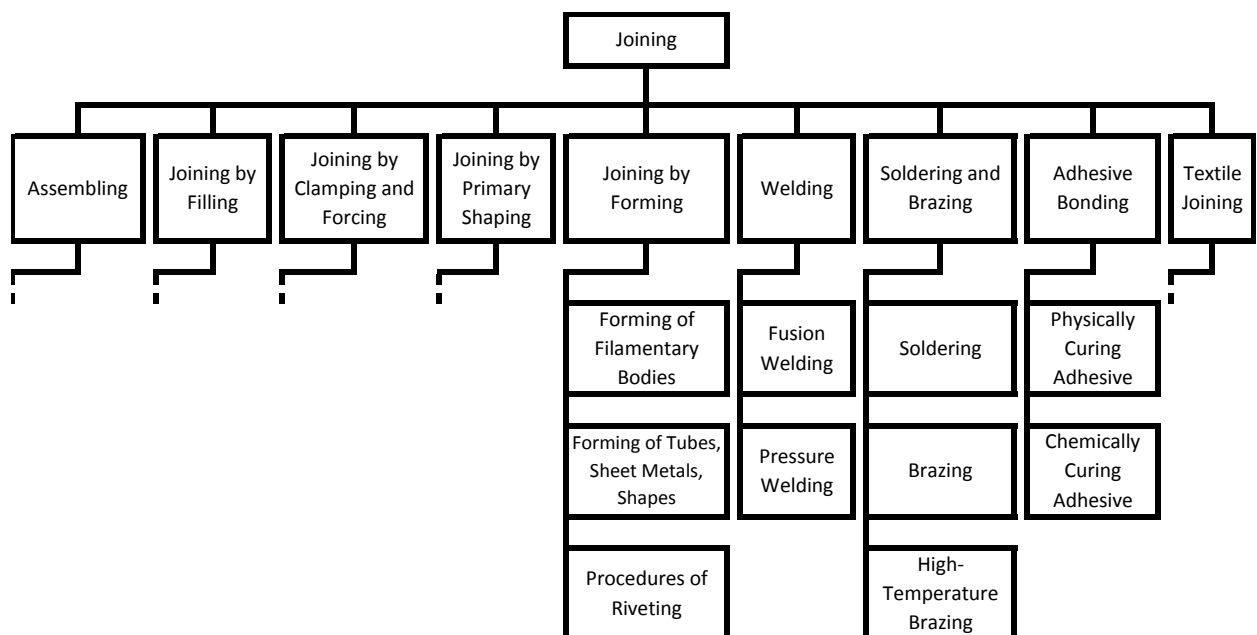 Joining
Assembling
Joining by
Filling
Joining by
Clamping and
Forcing
Joining by
Primary
Shaping
Joining by
Forming
Welding
Soldering and
Brazing
Adhesive
Bonding
Textile
Joining
Forming of
Filamentary
Bodies
Fusion
Welding
Soldering
Physically
Curing
Adhesive
Forming of Tubes,
Sheet Metals,
Shapes
Pressure
Welding
Brazing
Chemically
Curing
Adhesive
Procedures of
Riveting
High-
Temperature
Brazing